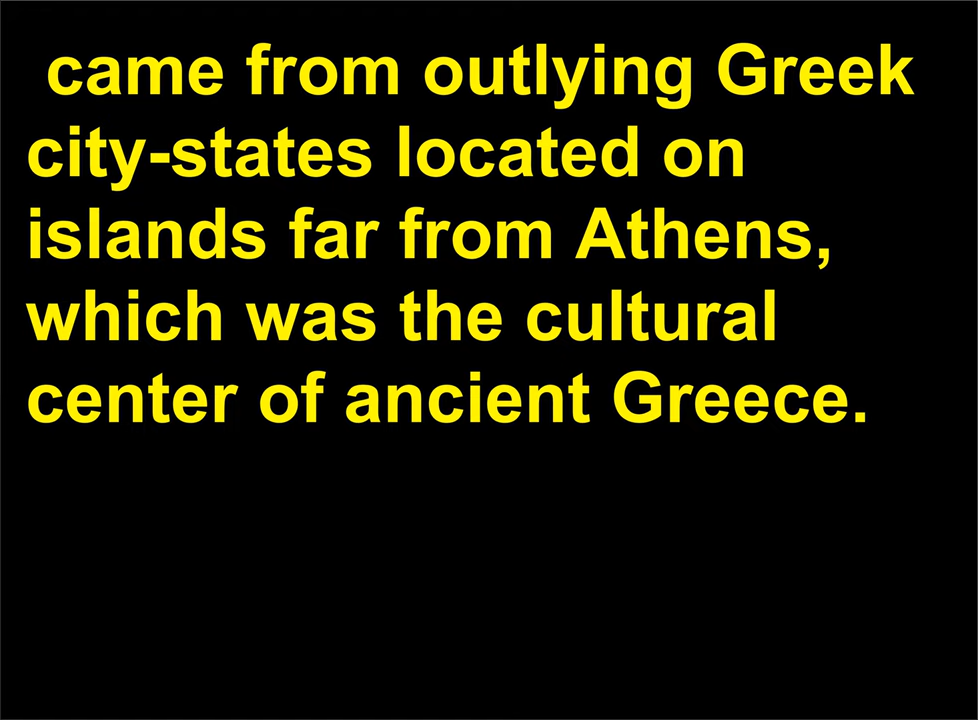 came from outlying Greek
city-states located on
islands far from Athens,
which was the cultural
center of ancient Greece.